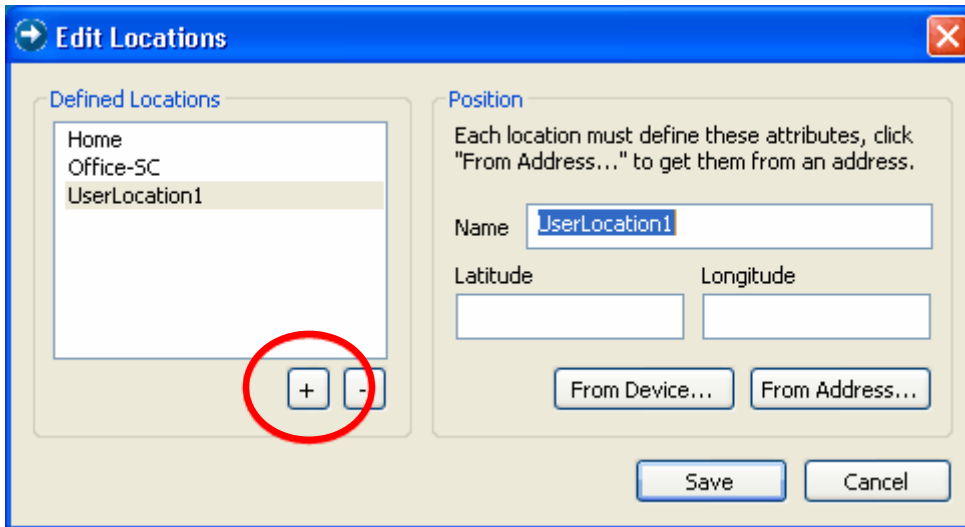 Edit Locations
Defined Locations
Home
Office-SC
UserLocation1
+
-
Position
Each location must define these attributes, click
"From Address..." to get them from an address.
Name UserLocation1
Latitude Longitude
From Device... From Address...
Save Cancel